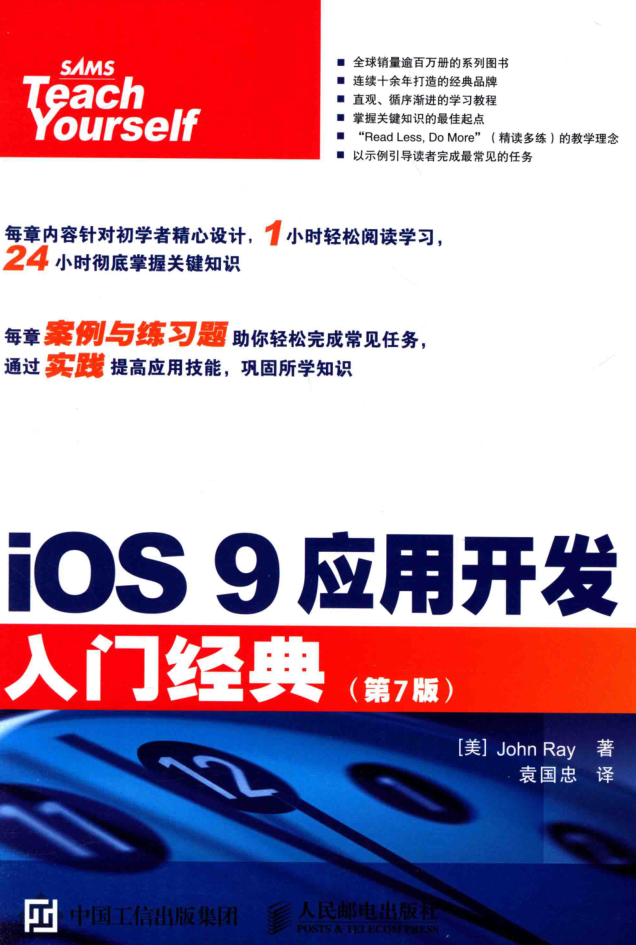 SAMS
Teach
Yourself
■ 全球销量逾百万册的系列图书
■ 连续十余年打造的经典品牌
■ 直观、循序渐进的学习教程
■ 掌握关键知识的最佳起点
■ “Read Less, Do More”（精读多练）的教学理念
■ 以示例引导读者完成最常见的任务
每章内容针对初学者精心设计，1小时轻松阅读学习，
24小时彻底掌握关键知识
每章案例与练习题助你轻松完成常见任务，
通过实践提高应用技能，巩固所学知识
iOS 9 应用开发
入门经典（第7版）
[美] John Ray 著
袁国忠 译
12
1
11
中国工信出版集团
人民邮电出版社
POSTS & TELECOM PRESS